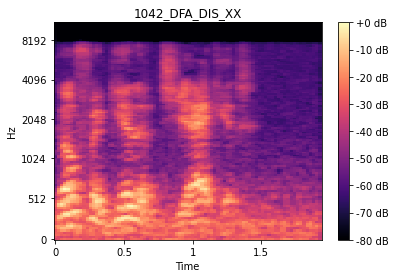 1042_DFA_DIS_XX
+0 dB
8192
-10 dB
4096
-20 dB
-30 dB
2048
Hz
-40 dB
1024
-50 dB
512
-60 dB
-70 dB
0
-80 dB
0
0.5
1
1.5
Time